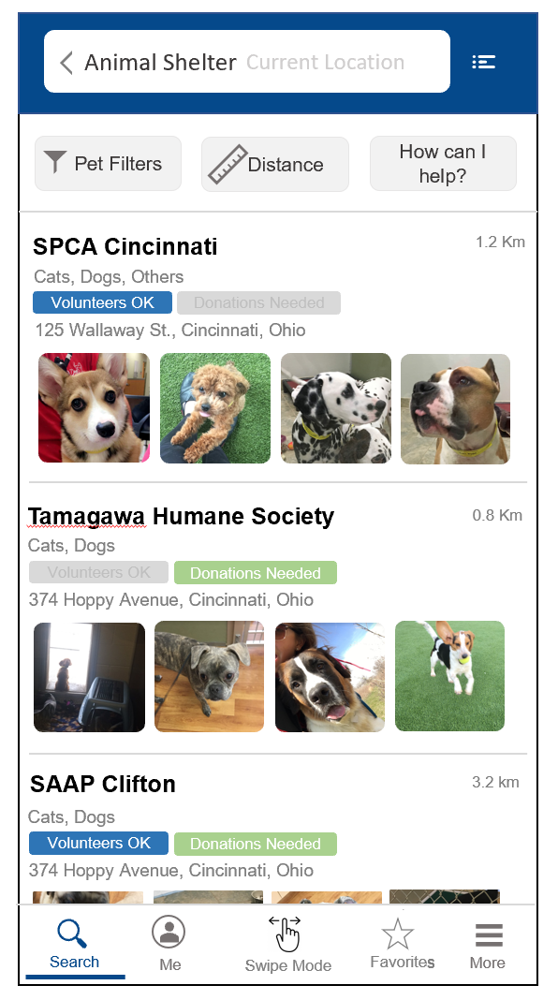 Animal Shelter Current Location
Pet Filters
Distance
How can I
help?
SPCA Cincinnati
1.2 Km
Cats, Dogs, Others
Volunteers OK
Donations Needed
125 Wallaway St., Cincinnati, Ohio
Tamagawa Humane Society
0.8 Km
Cats, Dogs
Volunteers OK
Donations Needed
374 Hoppy Avenue, Cincinnati, Ohio
SAAP Clifton
3.2 km
Cats, Dogs
Volunteers OK
Donations Needed
374 Hoppy Avenue, Cincinnati, Ohio
Search
Me
Swipe Mode
Favorites
More